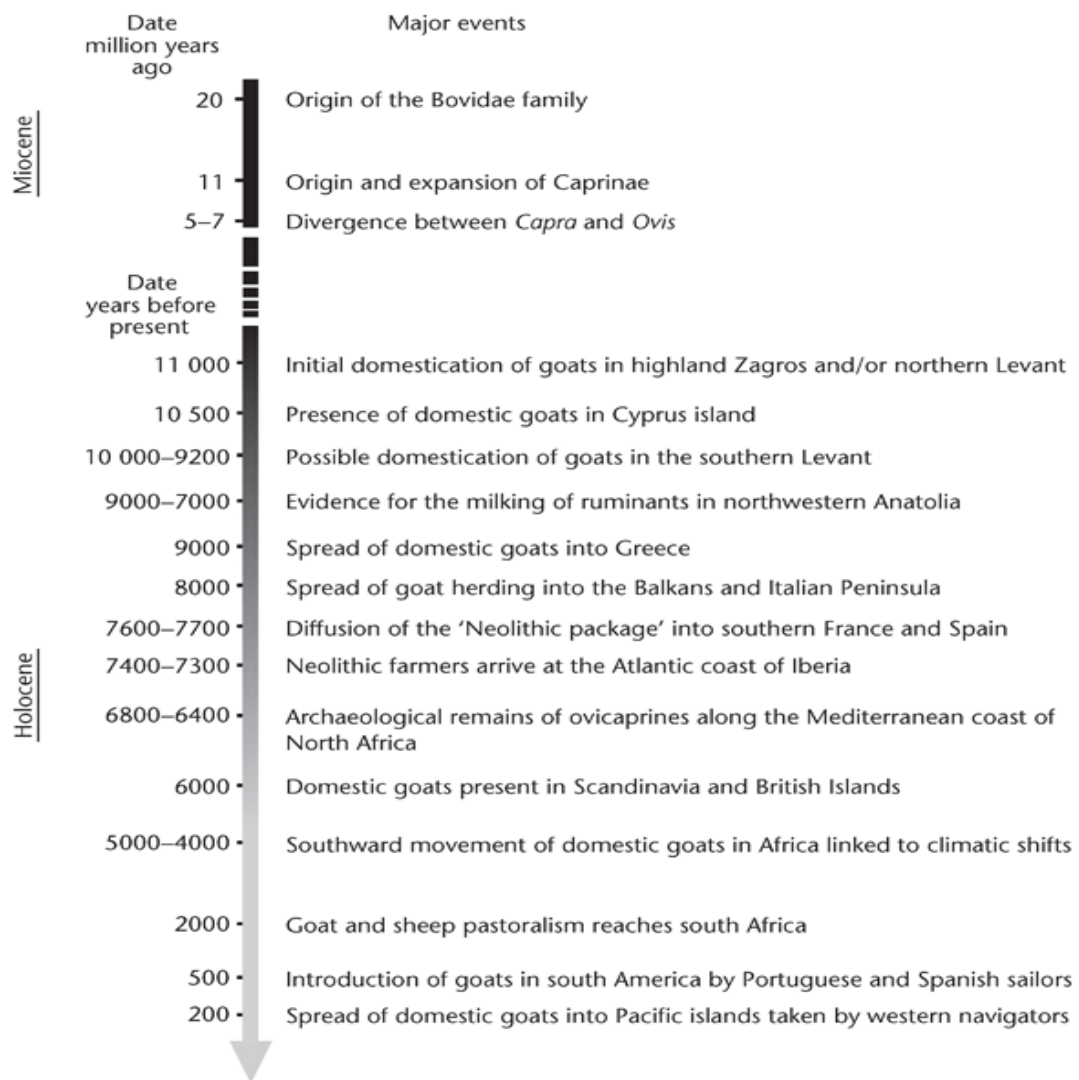 Date
million years
ago
Major events
Miocene
20 Origin of the Bovidae family
11 Origin and expansion of Caprinae
5–7 Divergence between Capra and Ovis
Date
years before
present
Holocene
11 000 Initial domestication of goats in highland Zagros and/or northern Levant
10 500 Presence of domestic goats in Cyprus island
10 000–9200 Possible domestication of goats in the southern Levant
9000–7000 Evidence for the milking of ruminants in northwestern Anatolia
9000 Spread of domestic goats into Greece
8000 Spread of goat herding into the Balkans and Italian Peninsula
7600–7700 Diffusion of the ‘Neolithic package’ into southern France and Spain
7400–7300 Neolithic farmers arrive at the Atlantic coast of Iberia
6800–6400 Archaeological remains of ovicaprines along the Mediterranean coast of
North Africa
6000 Domestic goats present in Scandinavia and British Islands
5000–4000 Southward movement of domestic goats in Africa linked to climatic shifts
2000 Goat and sheep pastoralism reaches south Africa
500 Introduction of goats in south America by Portuguese and Spanish sailors
200 Spread of domestic goats into Pacific islands taken by western navigators